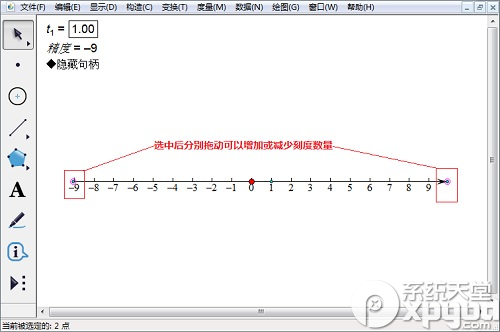 文件(F) 编辑(E) 显示(D) 构造(C) 变换(T) 度量(M) 数据(N) 绘图(G) 窗口(W) 帮助(H)
t₁ = 1.00
精度 = −9
◆隐藏句柄
选中后分别拖动可以增加或减少刻度数量
−9 −8 −7 −6 −5 −4 −3 −2 −1 0 1 2 3 4 5 6 7 8 9
A
系统天堂
xpgod.com
当前被选定的: 2 点